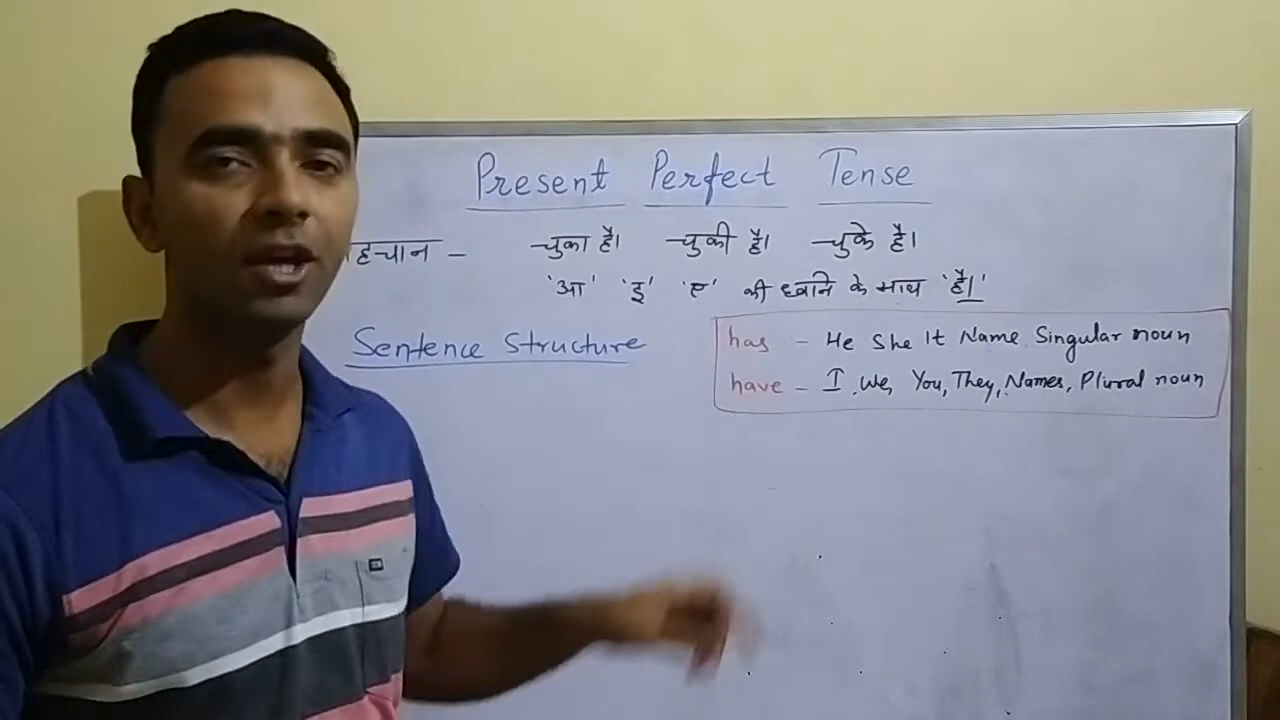 Present Perfect Tense
हचान – चुका है। चुकी है। चुके है।
'आ' 'इ' 'ए' की ध्वनि के साथ 'है।'
Sentence Structure
has – He She It Name Singular noun
have – I, We, You, They, Names, Plural noun